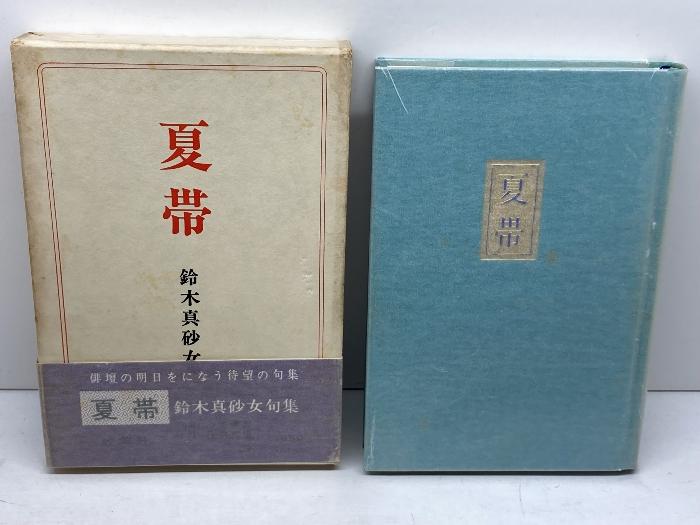 夏帯
鈴木真砂女
俳壇の明日をになう待望の句集
夏帯 鈴木真砂女句集
夏帯